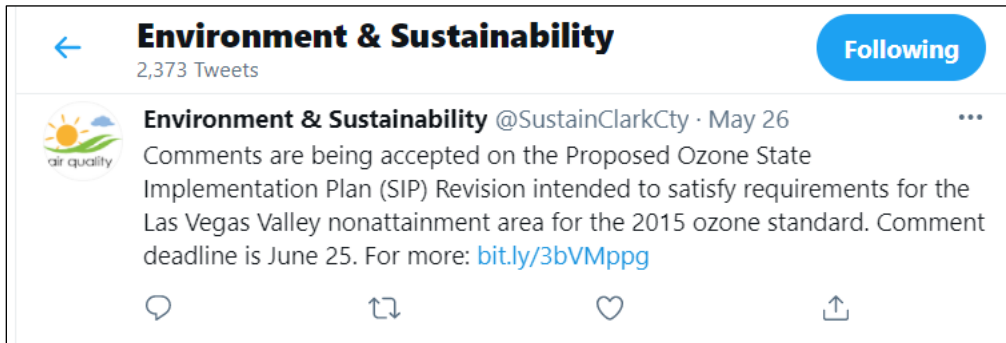 Environment & Sustainability
2,373 Tweets
Following
Environment & Sustainability @SustainClarkCty · May 26
air quality
Comments are being accepted on the Proposed Ozone State
Implementation Plan (SIP) Revision intended to satisfy requirements for the
Las Vegas Valley nonattainment area for the 2015 ozone standard. Comment
deadline is June 25. For more: bit.ly/3bVMppg